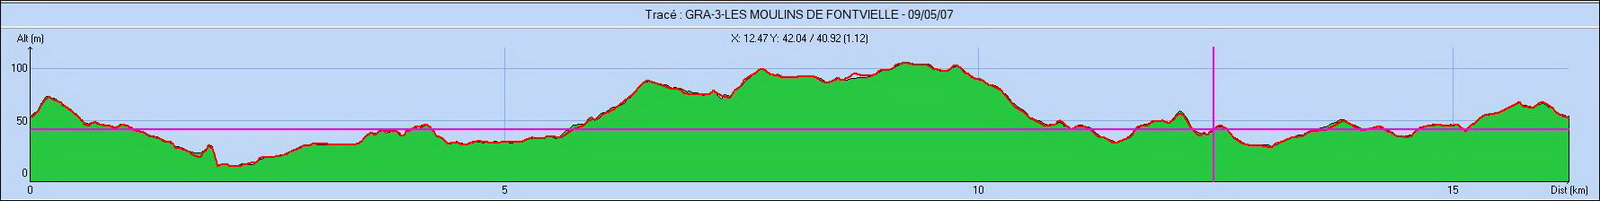 Tracé : GRA-3-LES MOULINS DE FONTVIELLE - 09/05/07
Alt (m)
X: 12.47 Y: 42.04 / 40.92 (1.12)
100
50
0
0
5
10
15
Dist (km)